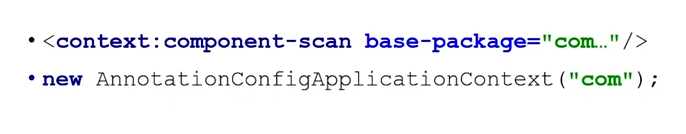 • <context:component-scan base-package="com…"/>
• new AnnotationConfigApplicationContext("com");